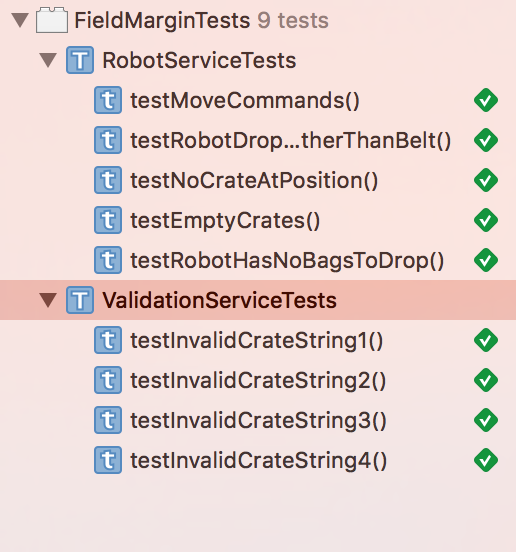 FieldMarginTests 9 tests
T RobotServiceTests
t testMoveCommands()
t testRobotDrop...therThanBelt()
t testNoCrateAtPosition()
t testEmptyCrates()
t testRobotHasNoBagsToDrop()
T ValidationServiceTests
t testInvalidCrateString1()
t testInvalidCrateString2()
t testInvalidCrateString3()
t testInvalidCrateString4()